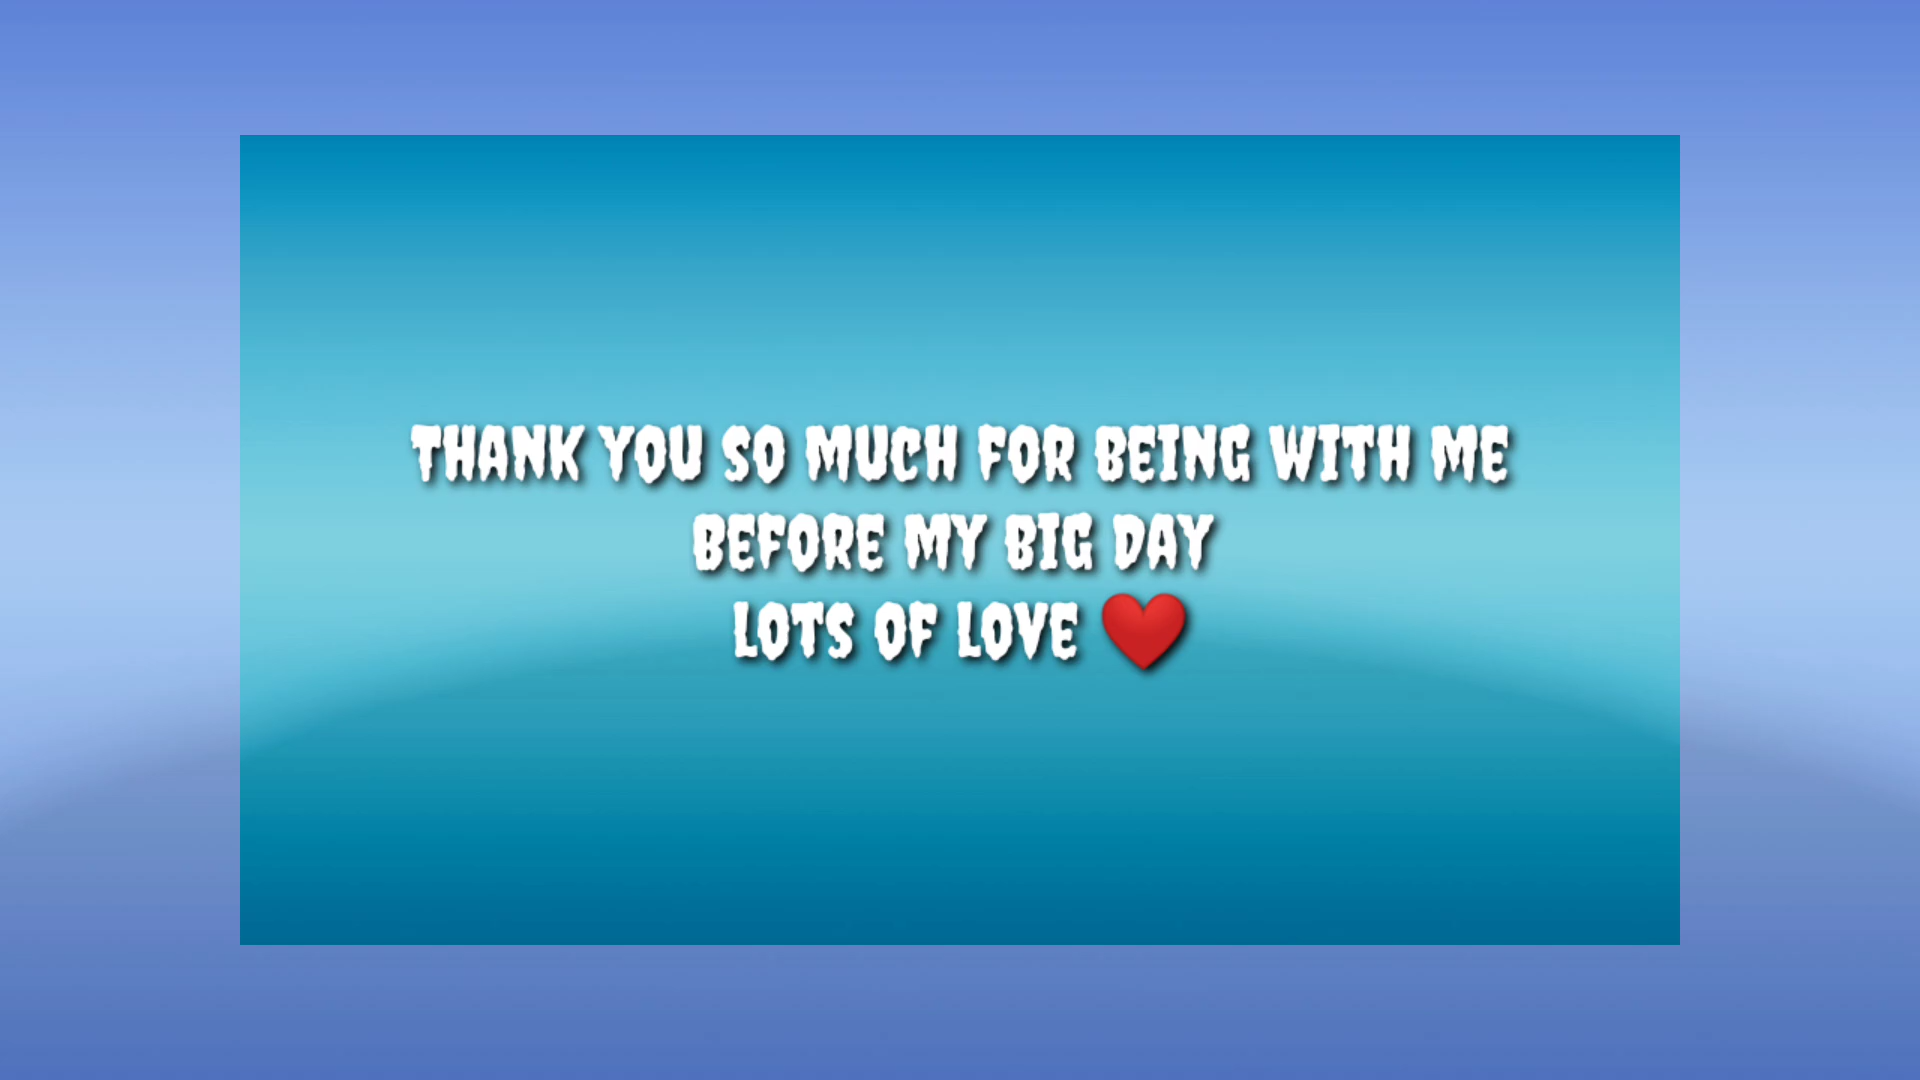 THANK YOU SO MUCH FOR BEING WITH ME
BEFORE MY BIG DAY
LOTS OF LOVE ❤️